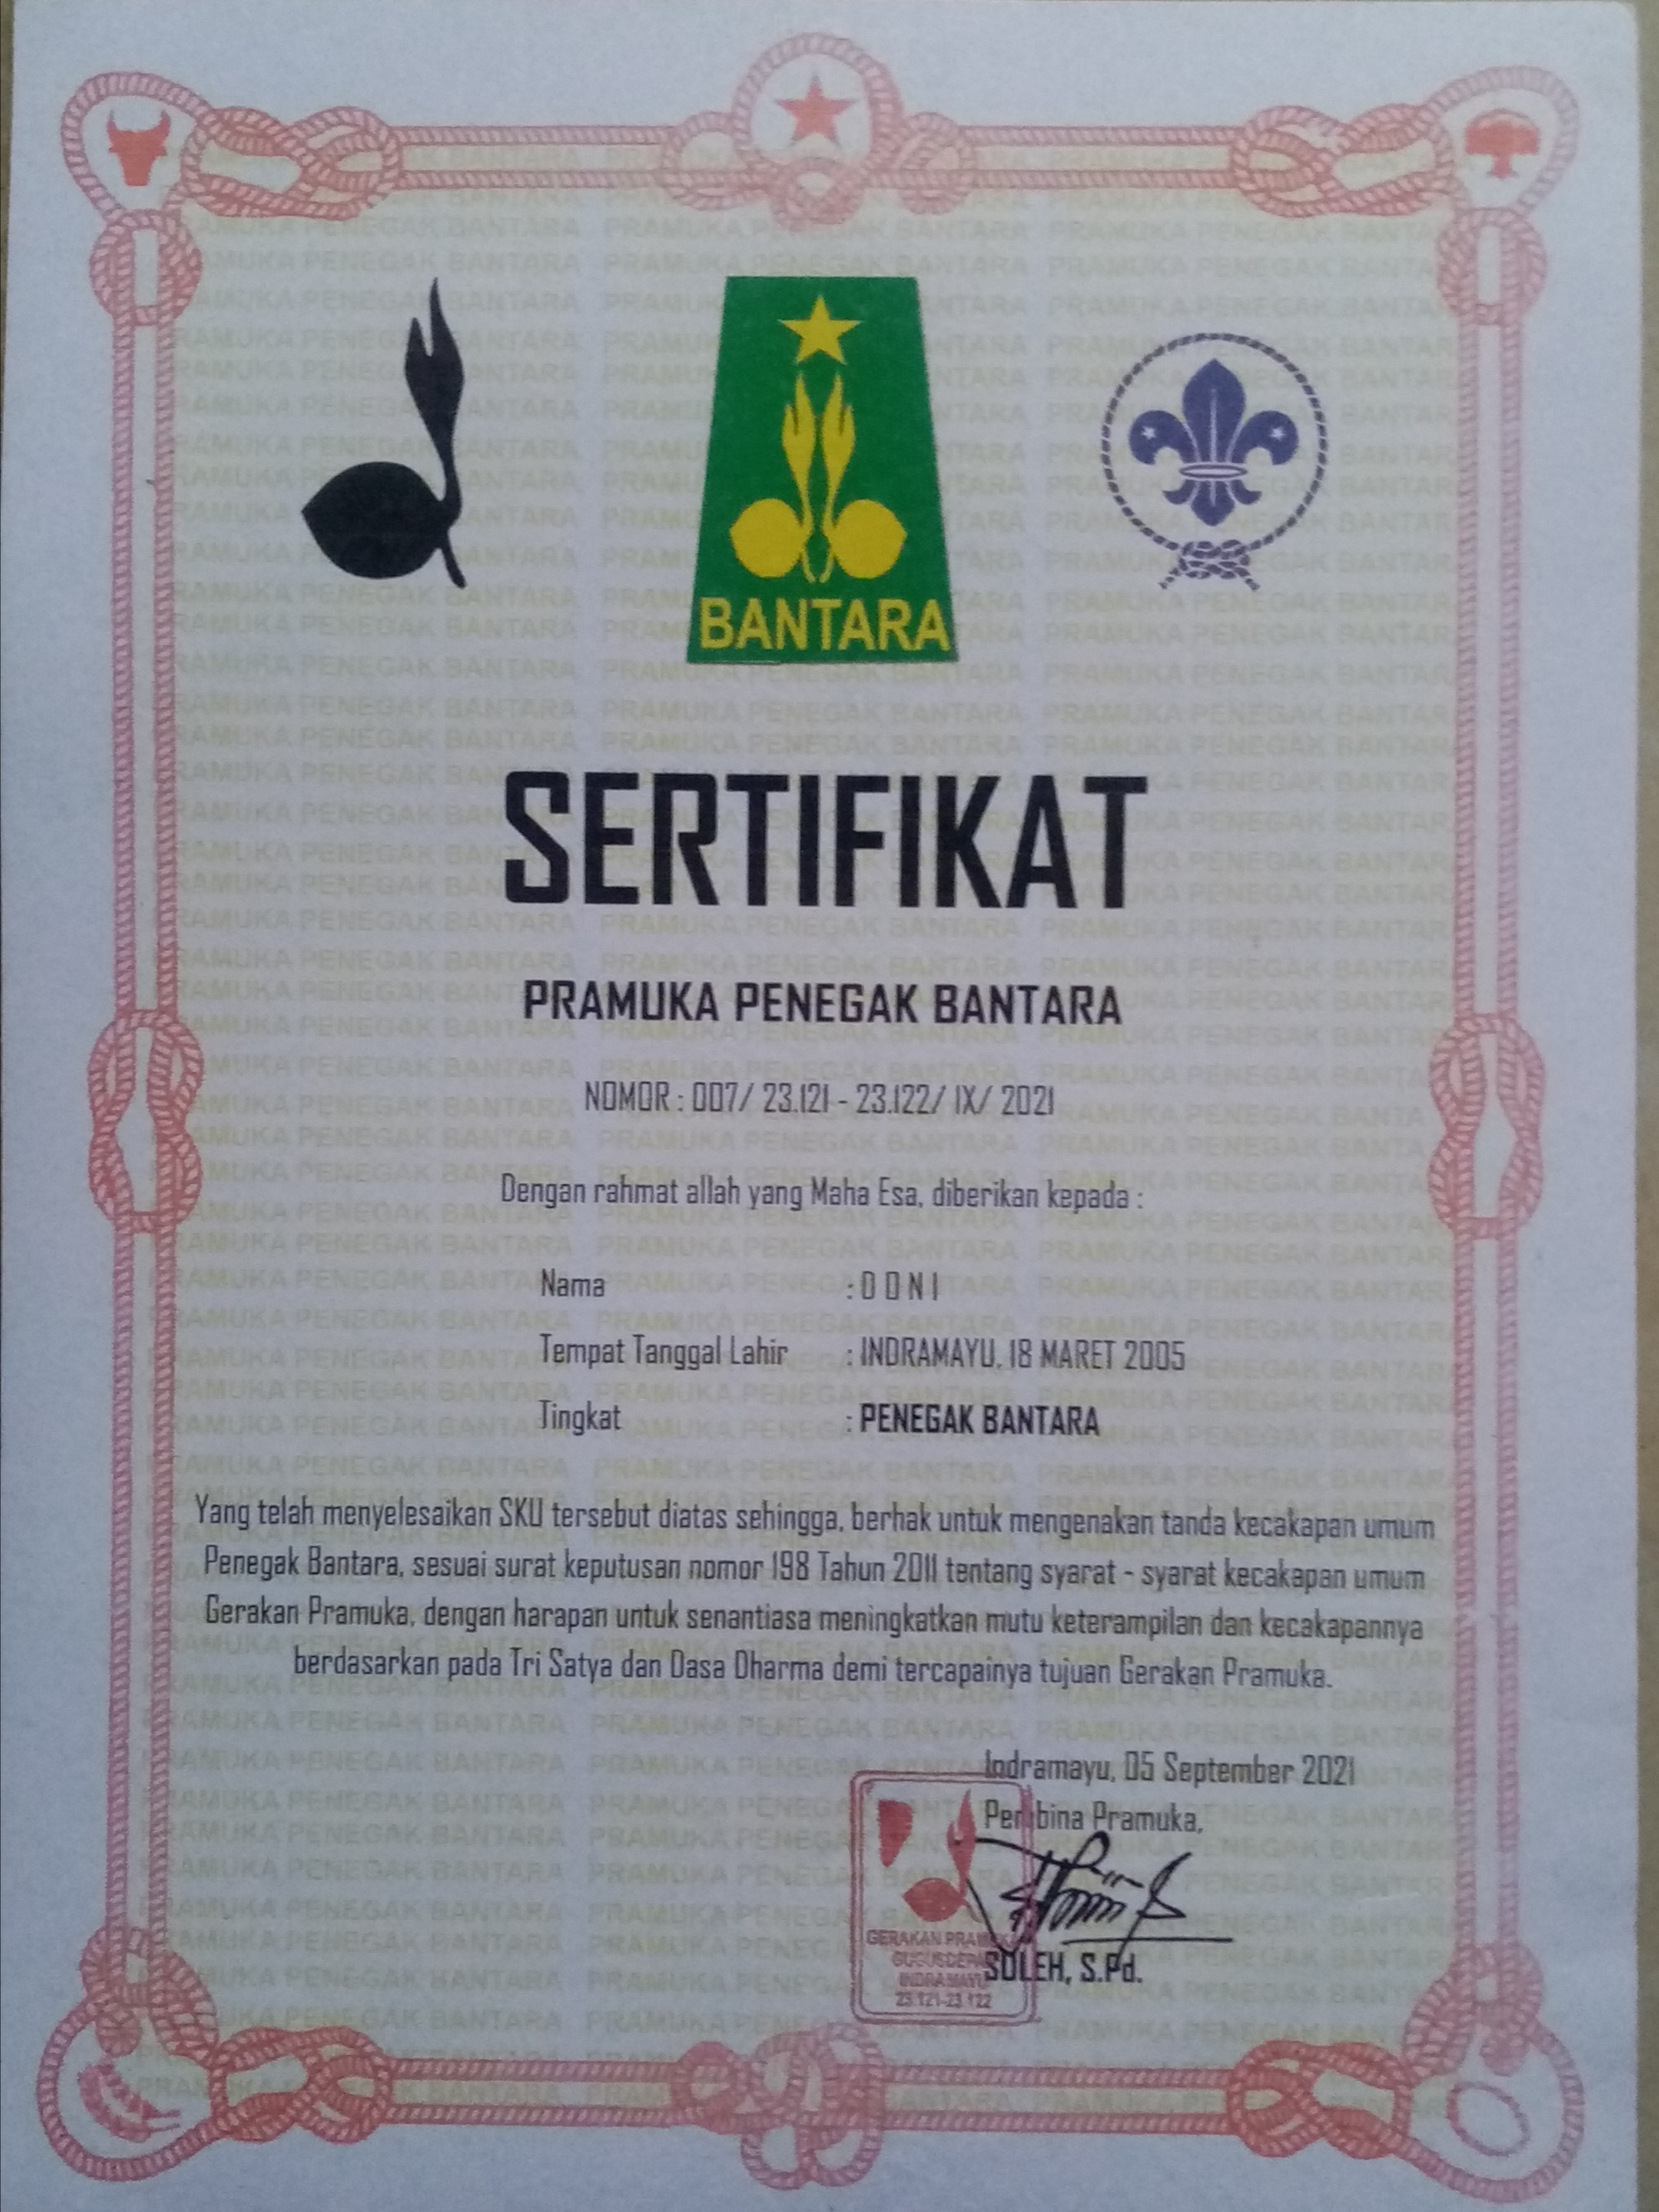 BANTARA
SERTIFIKAT
PRAMUKA PENEGAK BANTARA
NOMOR : 007/ 23.121 - 23.122/ IX/ 2021
Dengan rahmat allah yang Maha Esa, diberikan kepada :
Nama : D O N I
Tempat Tanggal Lahir : INDRAMAYU, 18 MARET 2005
Tingkat : PENEGAK BANTARA
Yang telah menyelesaikan SKU tersebut diatas sehingga, berhak untuk mengenakan tanda kecakapan umum
Penegak Bantara, sesuai surat keputusan nomor 198 Tahun 2011 tentang syarat - syarat kecakapan umum
Gerakan Pramuka, dengan harapan untuk senantiasa meningkatkan mutu keterampilan dan kecakapannya
berdasarkan pada Tri Satya dan Dasa Dharma demi tercapainya tujuan Gerakan Pramuka.
Indramayu, 05 September 2021
Pembina Pramuka,
GERAKAN PRAMUKA
GUGUSDEPAN
INDRAMAYU
23.121-23.122
SOLEH, S.Pd.